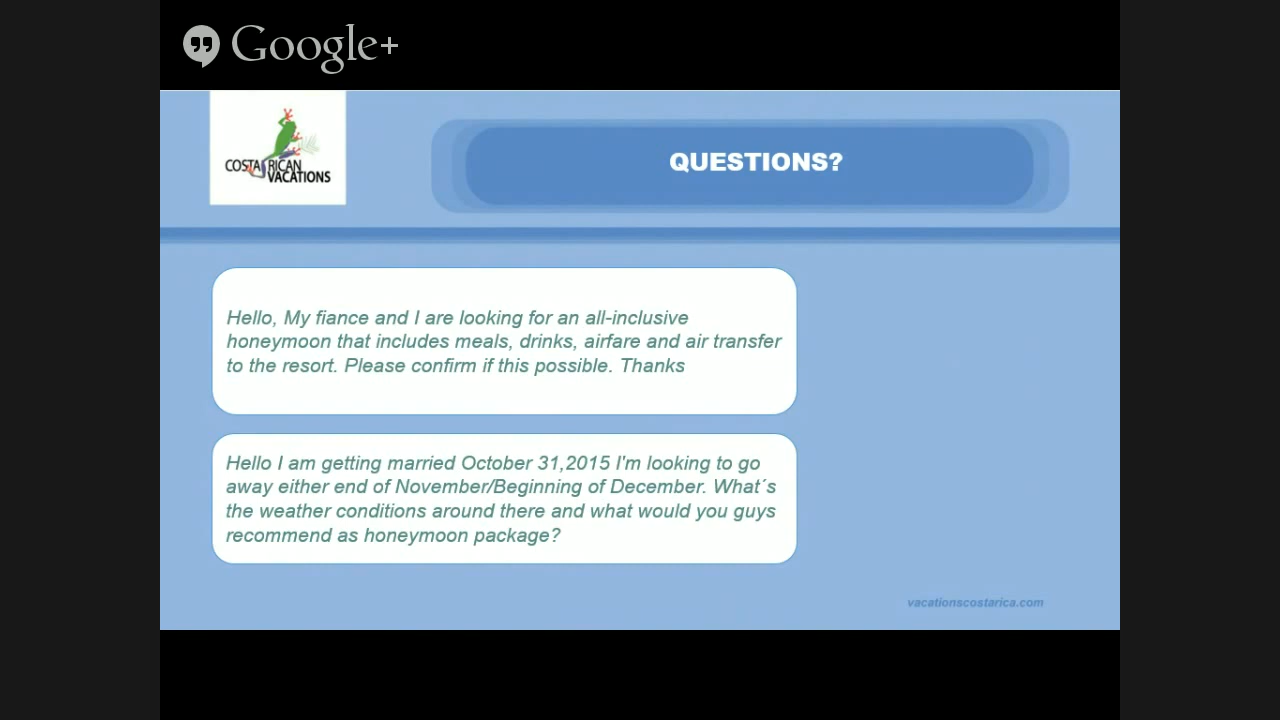 Google+
COSTA RICAN
VACATIONS
QUESTIONS?
Hello, My fiance and I are looking for an all-inclusive
honeymoon that includes meals, drinks, airfare and air transfer
to the resort. Please confirm if this possible. Thanks
Hello I am getting married October 31,2015 I'm looking to go
away either end of November/Beginning of December. What´s
the weather conditions around there and what would you guys
recommend as honeymoon package?
vacationscostarica.com